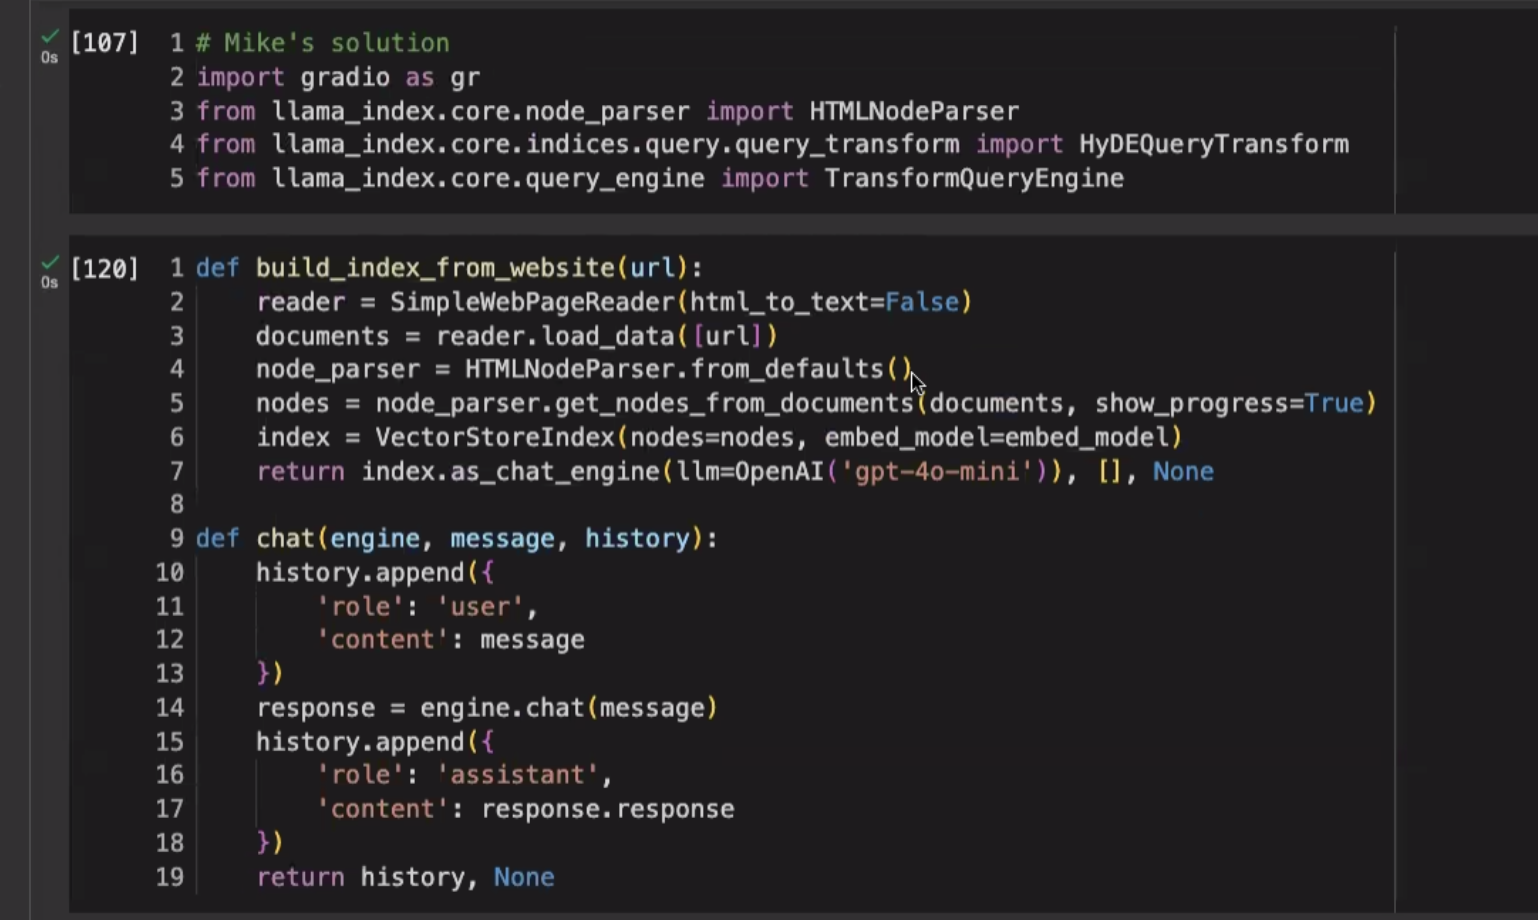 [107] 1 # Mike's solution
0s 2 import gradio as gr
3 from llama_index.core.node_parser import HTMLNodeParser
4 from llama_index.core.indices.query.query_transform import HyDEQueryTransform
5 from llama_index.core.query_engine import TransformQueryEngine
[120] 1 def build_index_from_website(url):
0s 2     reader = SimpleWebPageReader(html_to_text=False)
3     documents = reader.load_data([url])
4     node_parser = HTMLNodeParser.from_defaults()
5     nodes = node_parser.get_nodes_from_documents(documents, show_progress=True)
6     index = VectorStoreIndex(nodes=nodes, embed_model=embed_model)
7     return index.as_chat_engine(llm=OpenAI('gpt-4o-mini')), [], None
8
9 def chat(engine, message, history):
10     history.append({
11         'role': 'user',
12         'content': message
13     })
14     response = engine.chat(message)
15     history.append({
16         'role': 'assistant',
17         'content': response.response
18     })
19     return history, None